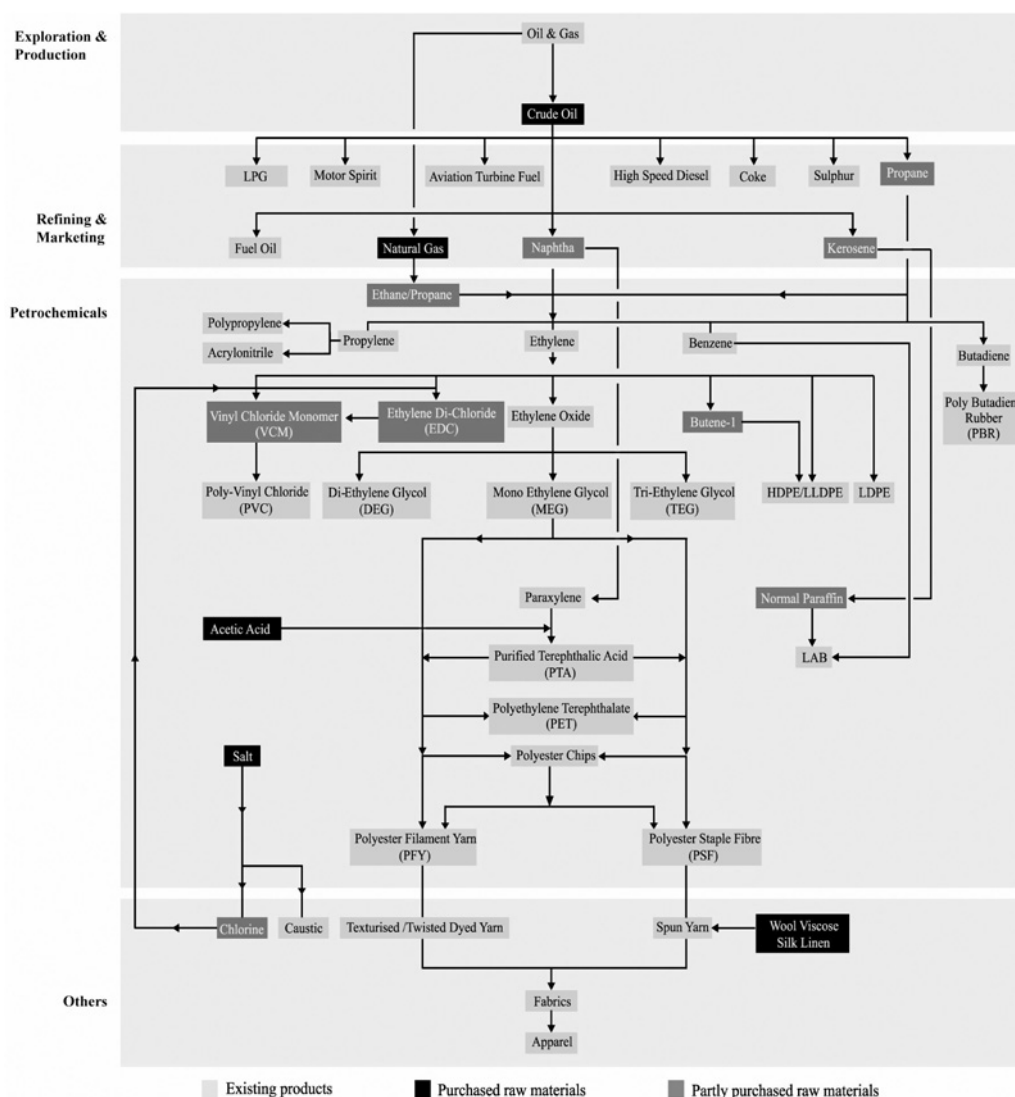 Exploration &
Production
Oil & Gas
Crude Oil
LPG
Motor Spirit
Aviation Turbine Fuel
High Speed Diesel
Coke
Sulphur
Propane
Refining &
Marketing
Fuel Oil
Natural Gas
Naphtha
Kerosene
Petrochemicals
Ethane/Propane
Polypropylene
Acrylonitrile
Propylene
Ethylene
Benzene
Butadiene
Vinyl Chloride Monomer
(VCM)
Ethylene Di-Chloride
(EDC)
Ethylene Oxide
Butene-1
Poly Butadien
Rubber
(PBR)
Poly-Vinyl Chloride
(PVC)
Di-Ethylene Glycol
(DEG)
Mono Ethylene Glycol
(MEG)
Tri-Ethylene Glycol
(TEG)
HDPE/LLDPE
LDPE
Paraxylene
Normal Paraffin
Acetic Acid
Purified Terephthalic Acid
(PTA)
LAB
Polyethylene Terephthalate
(PET)
Salt
Polyester Chips
Polyester Filament Yarn
(PFY)
Polyester Staple Fibre
(PSF)
Chlorine
Caustic
Texturised /Twisted Dyed Yarn
Spun Yarn
Wool Viscose
Silk Linen
Others
Fabrics
Apparel
Existing products
Purchased raw materials
Partly purchased raw materials